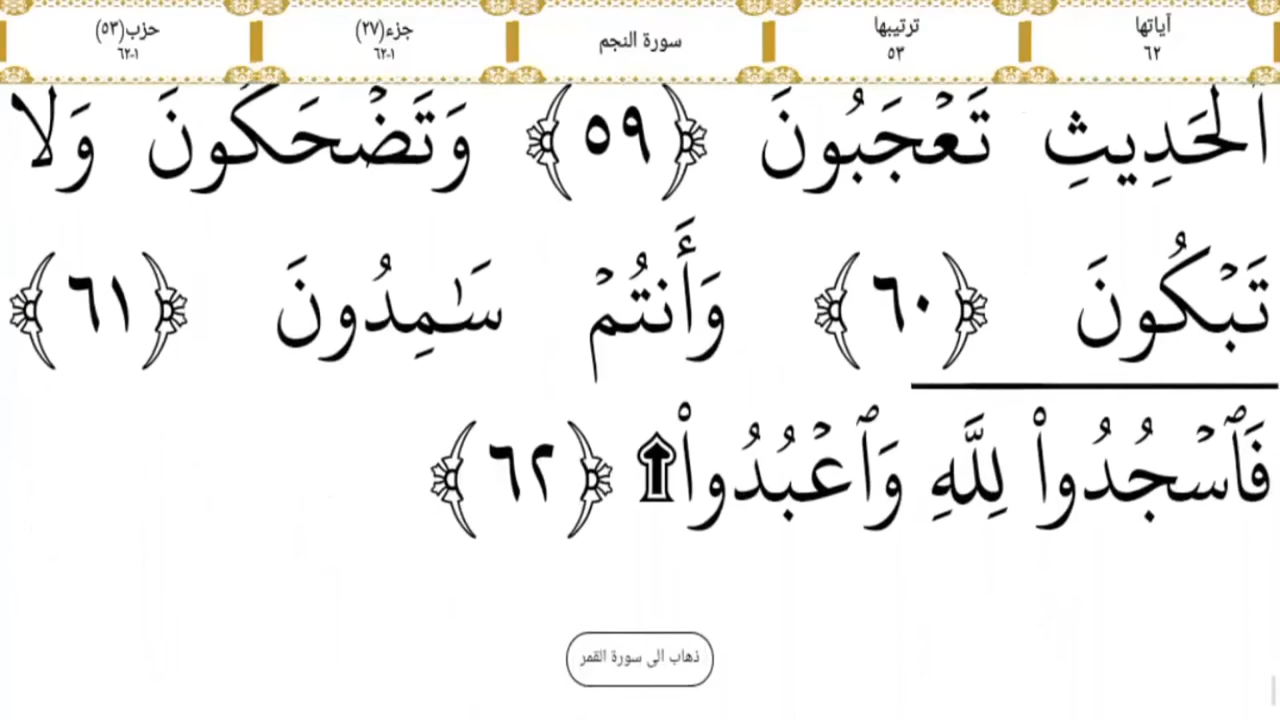 آياتها
٦٢
ترتيبها
٥٣
سورة النجم
جزء(٢٧)
٦٢-١
حزب(٥٣)
٦٢-١
ٱلْحَدِيثِ تَعْجَبُونَ ﴿٥٩﴾ وَتَضْحَكُونَ وَلَا
تَبْكُونَ ﴿٦٠﴾ وَأَنتُمْ سَـٰمِدُونَ ﴿٦١﴾
فَٱسْجُدُوا۟ لِلَّهِ وَٱعْبُدُوا۟ ۩ ﴿٦٢﴾
ذهاب الى سورة القمر